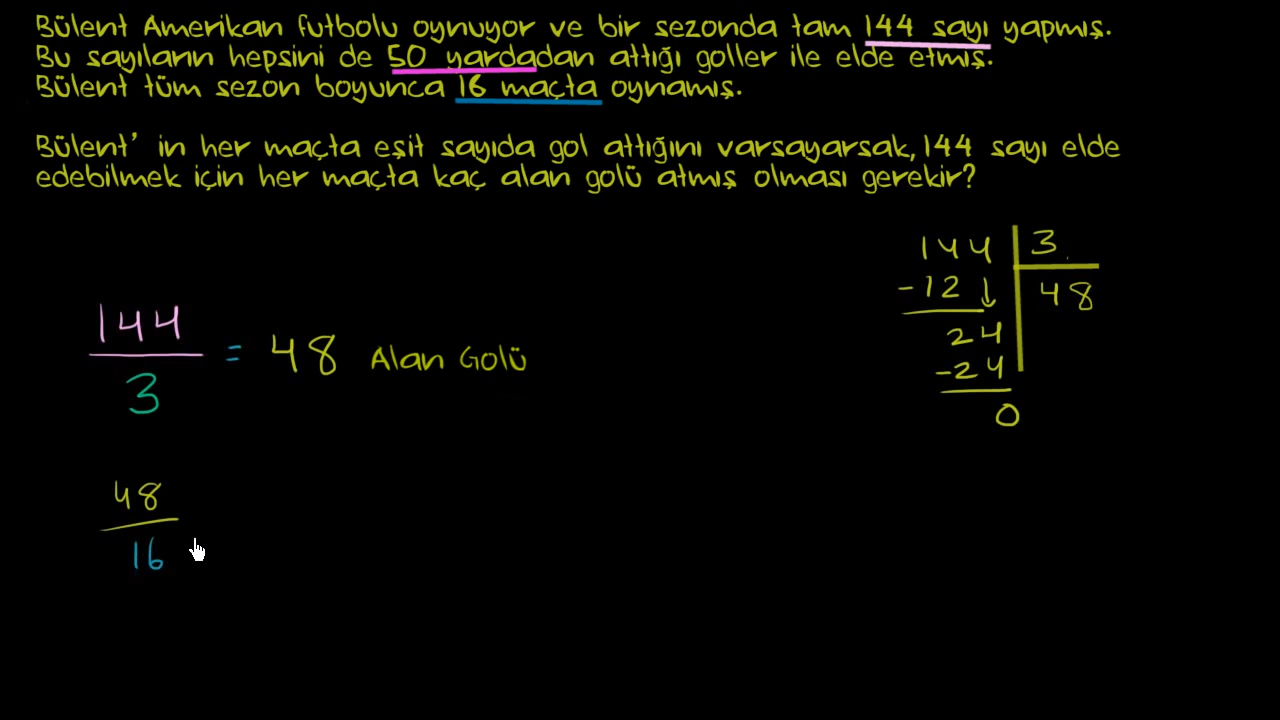 Bülent Amerikan futbolu oynuyor ve bir sezonda tam 144 sayı yapmış.
Bu sayıların hepsini de 50 yardadan attığı goller ile elde etmiş.
Bülent tüm sezon boyunca 16 maçta oynamış.
Bülent' in her maçta eşit sayıda gol attığını varsayarsak, 144 sayı elde
edebilmek için her maçta kaç alan golü atmış olması gerekir?
144 3
-12 ↓ 48
24
-24
0
144
3
= 48 Alan Golü
48
16